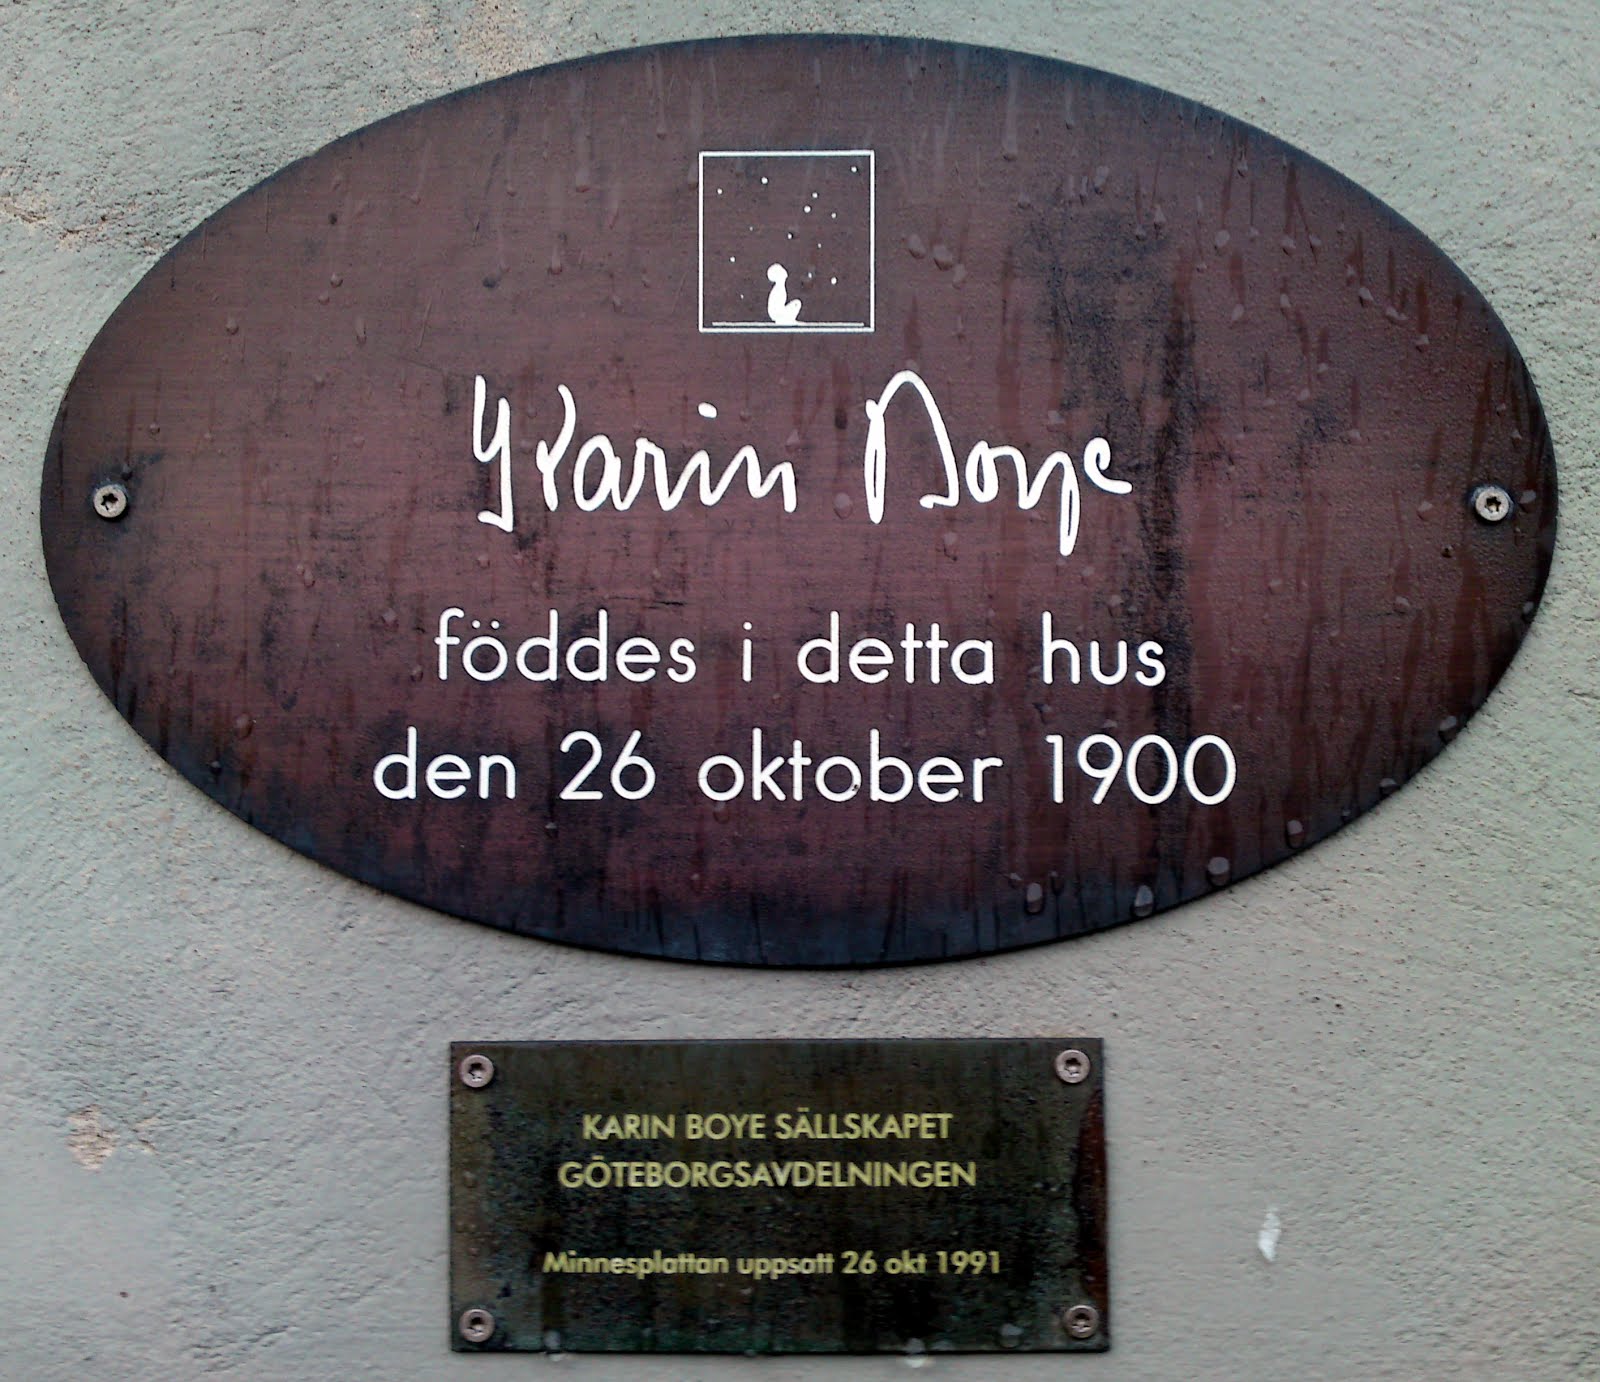 Karin Boye
föddes i detta hus
den 26 oktober 1900
KARIN BOYE SÄLLSKAPET
GÖTEBORGSAVDELNINGEN
Minnesplattan uppsatt 26 okt 1991